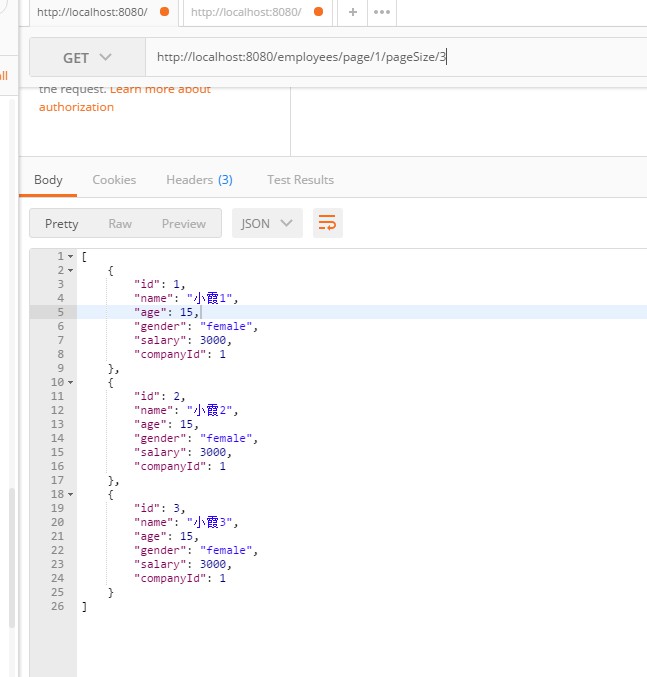 http://localhost:8080/
http://localhost:8080/
+
•••
GET
http://localhost:8080/employees/page/1/pageSize/3
all
the request. Learn more about
authorization
Body Cookies Headers (3) Test Results
Pretty Raw Preview JSON
1 [
2 {
3 "id": 1,
4 "name": "小霞1",
5 "age": 15,
6 "gender": "female",
7 "salary": 3000,
8 "companyId": 1
9 },
10 {
11 "id": 2,
12 "name": "小霞2",
13 "age": 15,
14 "gender": "female",
15 "salary": 3000,
16 "companyId": 1
17 },
18 {
19 "id": 3,
20 "name": "小霞3",
21 "age": 15,
22 "gender": "female",
23 "salary": 3000,
24 "companyId": 1
25 }
26 ]